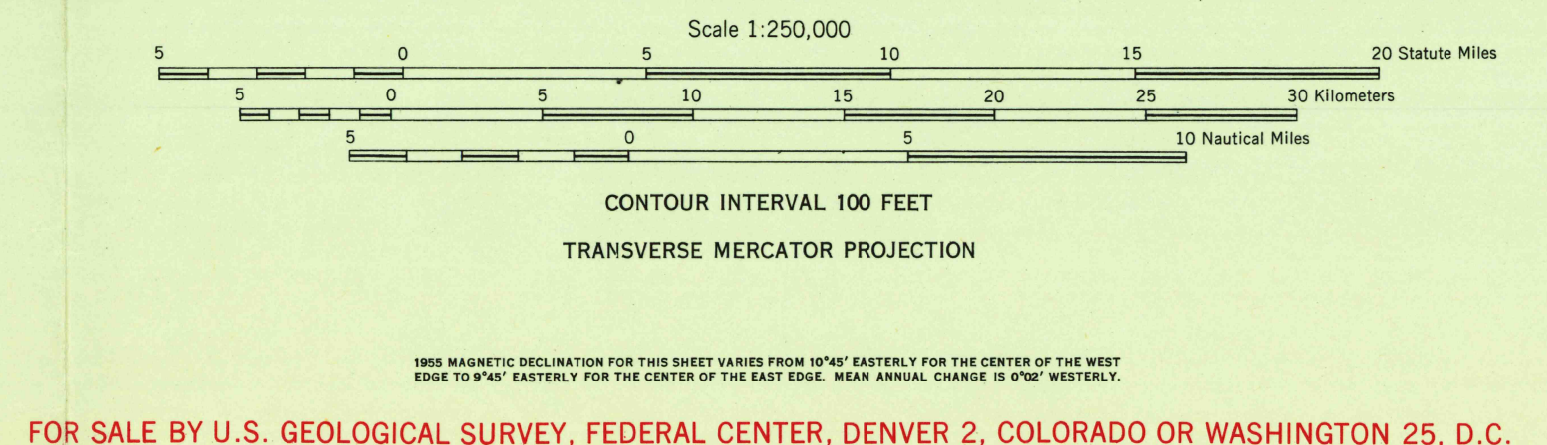 Scale 1:250,000
5 0 5 10 15 20 Statute Miles
5 0 5 10 15 20 25 30 Kilometers
5 0 5 10 Nautical Miles
CONTOUR INTERVAL 100 FEET
TRANSVERSE MERCATOR PROJECTION
1955 MAGNETIC DECLINATION FOR THIS SHEET VARIES FROM 10°45′ EASTERLY FOR THE CENTER OF THE WEST
EDGE TO 9°45′ EASTERLY FOR THE CENTER OF THE EAST EDGE. MEAN ANNUAL CHANGE IS 0°02′ WESTERLY.
FOR SALE BY U.S. GEOLOGICAL SURVEY, FEDERAL CENTER, DENVER 2, COLORADO OR WASHINGTON 25, D.C.